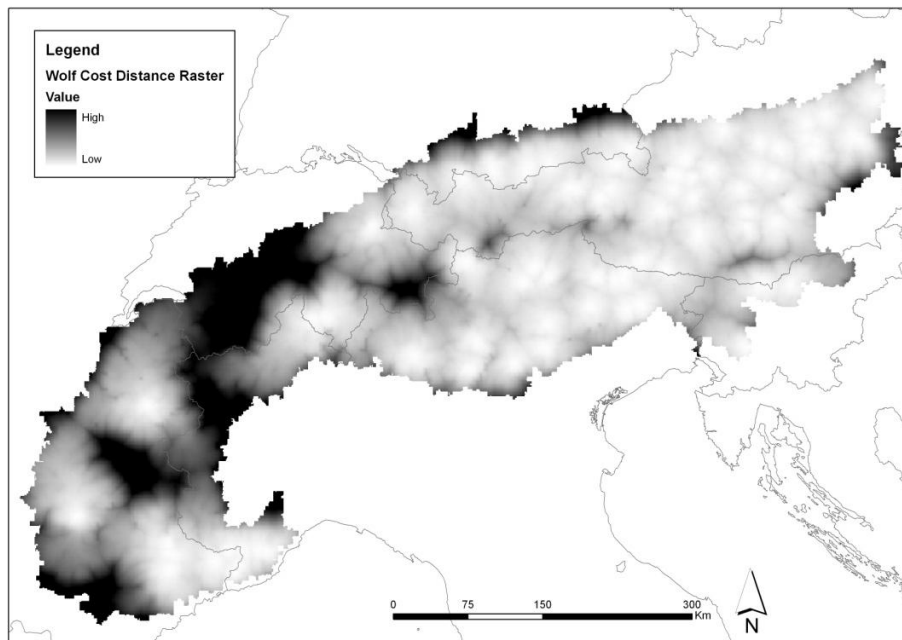 Legend
Wolf Cost Distance Raster
Value
High
Low
0 75 150 300
Km
N